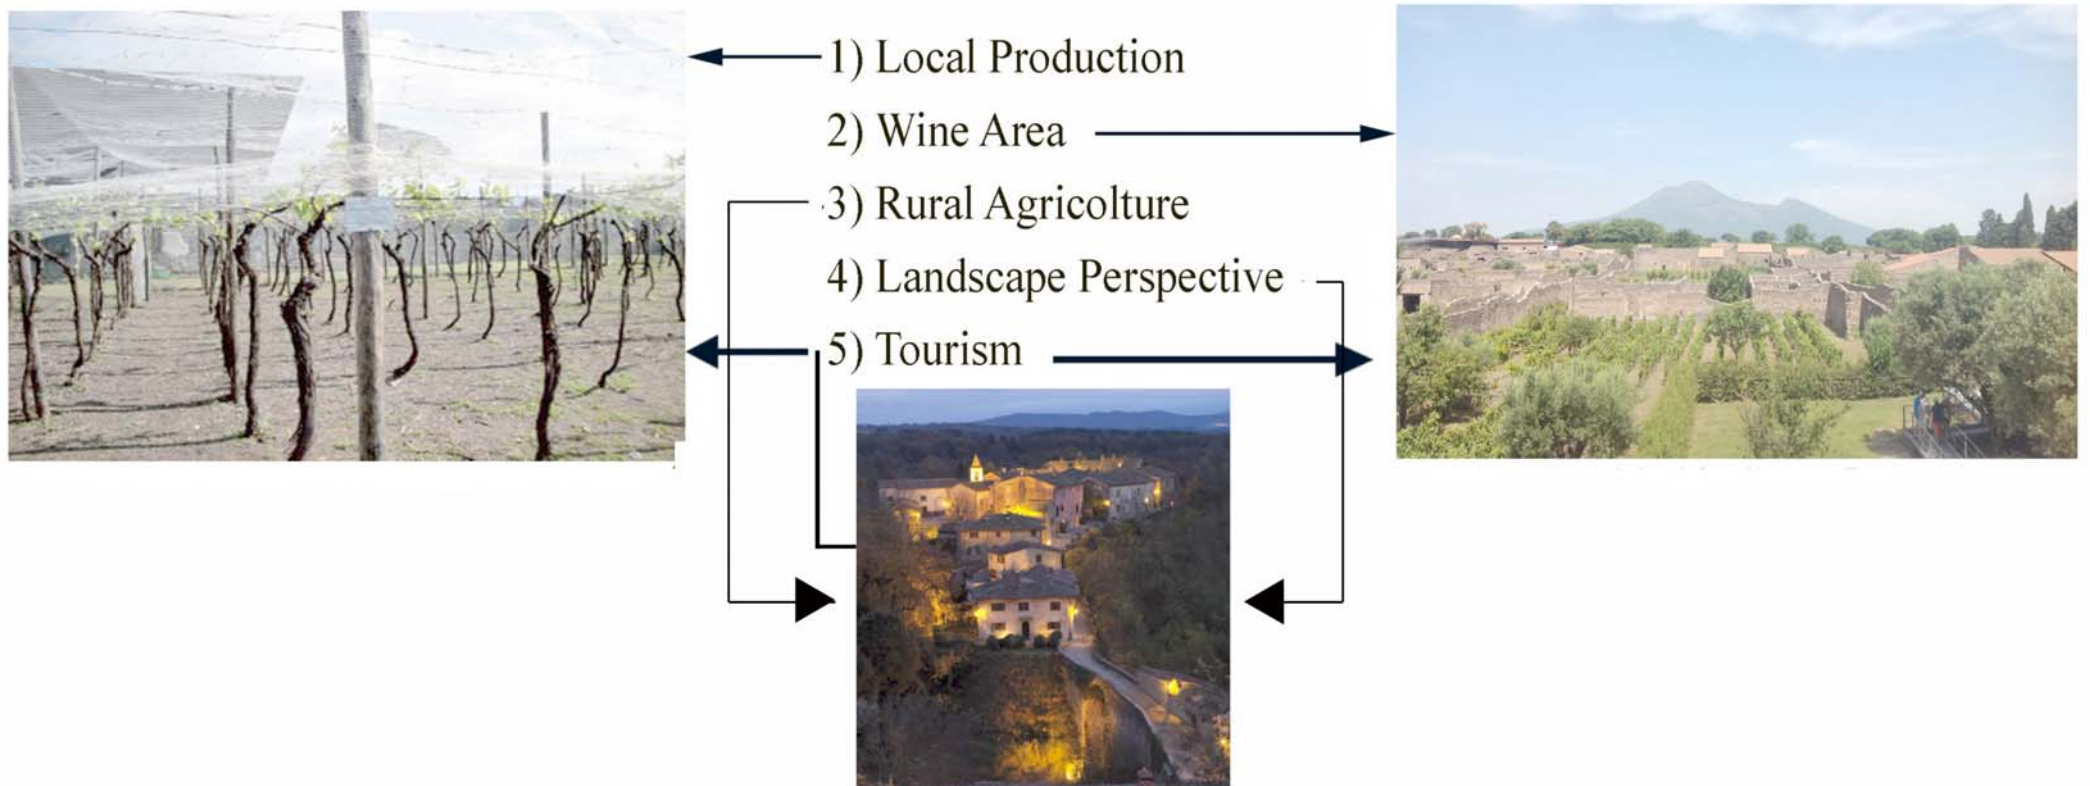 1) Local Production
2) Wine Area
3) Rural Agricolture
4) Landscape Perspective
5) Tourism